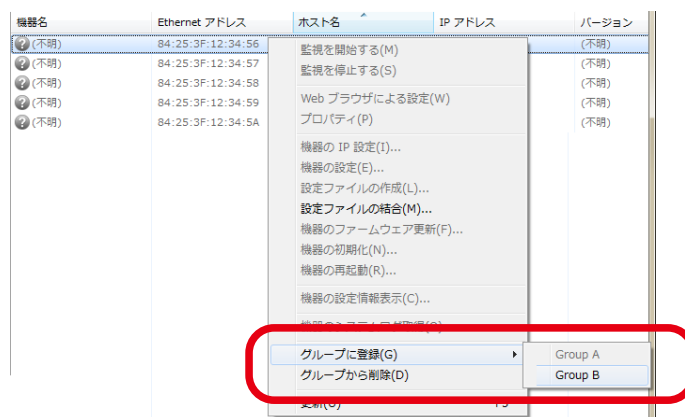 機器名 Ethernet アドレス ホスト名 IP アドレス バージョン
(不明) 84:25:3F:12:34:56 (不明)
(不明) 84:25:3F:12:34:57 (不明)
(不明) 84:25:3F:12:34:58 (不明)
(不明) 84:25:3F:12:34:59 (不明)
(不明) 84:25:3F:12:34:5A (不明)
監視を開始する(M)
監視を停止する(S)
Web ブラウザによる設定(W)
プロパティ(P)
機器の IP 設定(I)...
機器の設定(E)...
設定ファイルの作成(L)...
設定ファイルの結合(M)...
機器のファームウェア更新(F)...
機器の初期化(N)...
機器の再起動(R)...
機器の設定情報表示(C)...
グループに登録(G)
Group A
グループから削除(D)
Group B
更新(U) F5